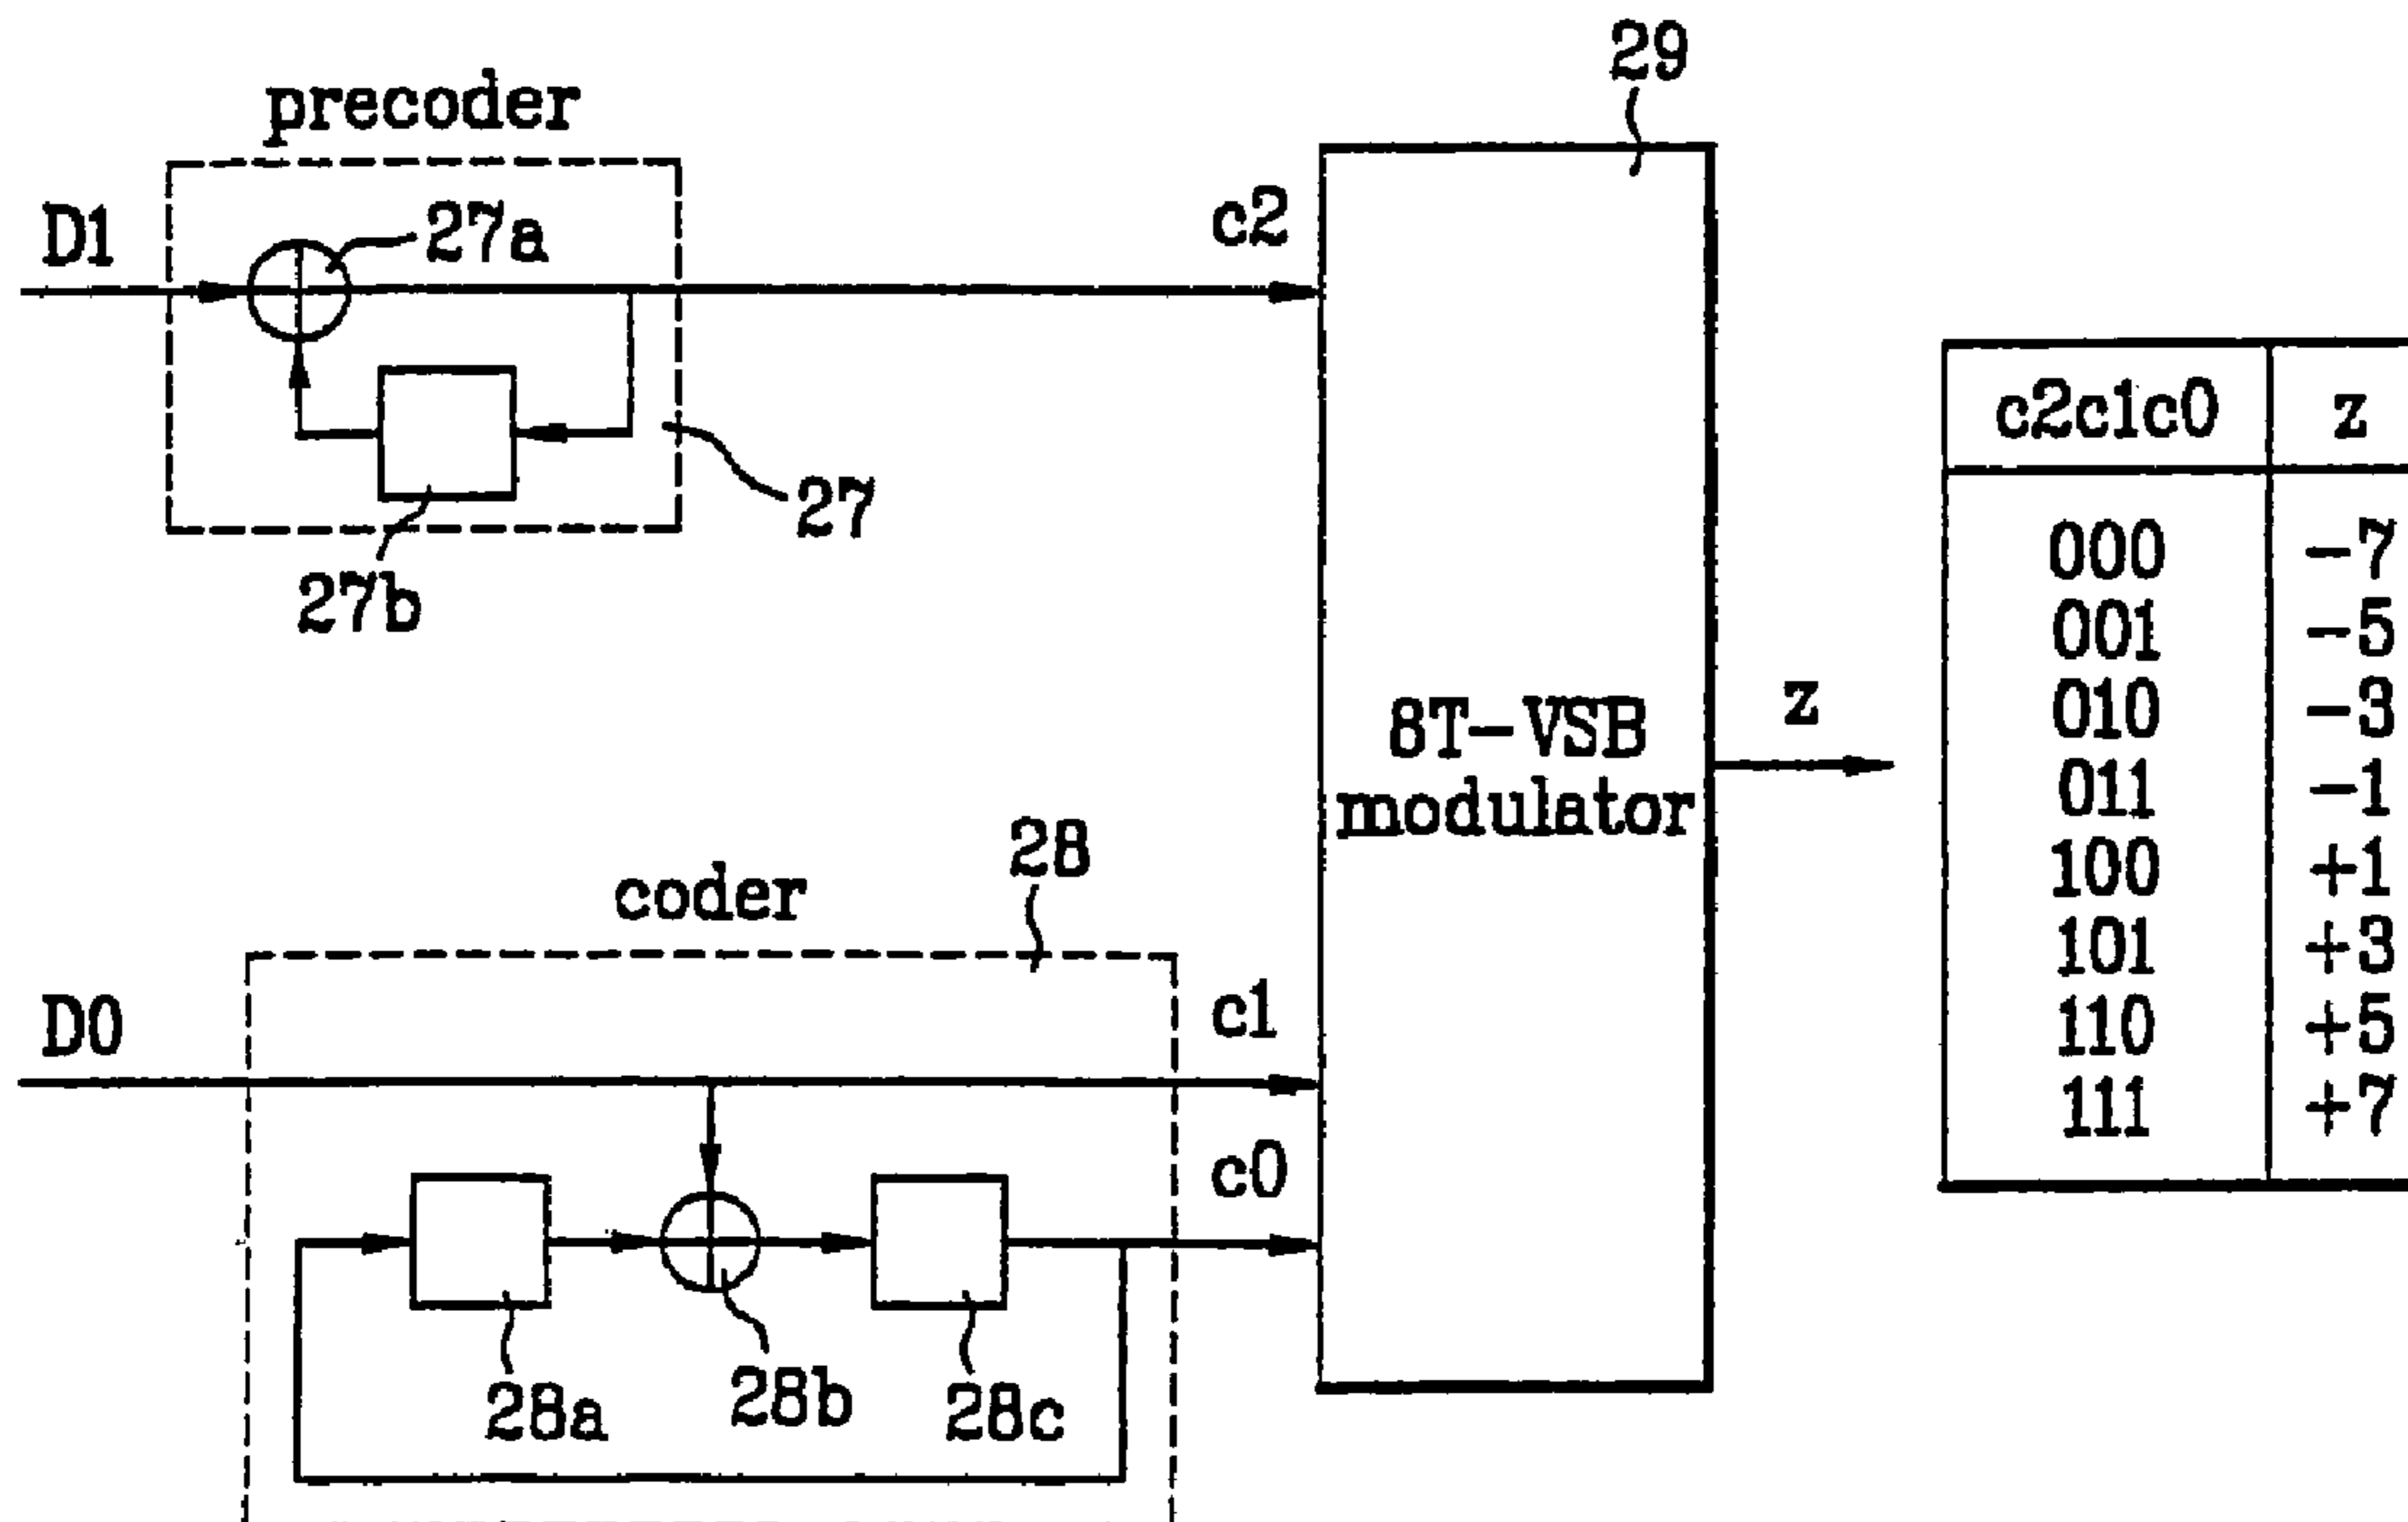 29
precoder
D1
27a
c2
27
27b
c2c1c0 z
000 -7
001 -5
010 -3
011 -1
100 +1
101 +3
110 +5
111 +7
8T-VSB
modulator
z
28
coder
D0
c1
c0
28a
28b
28c